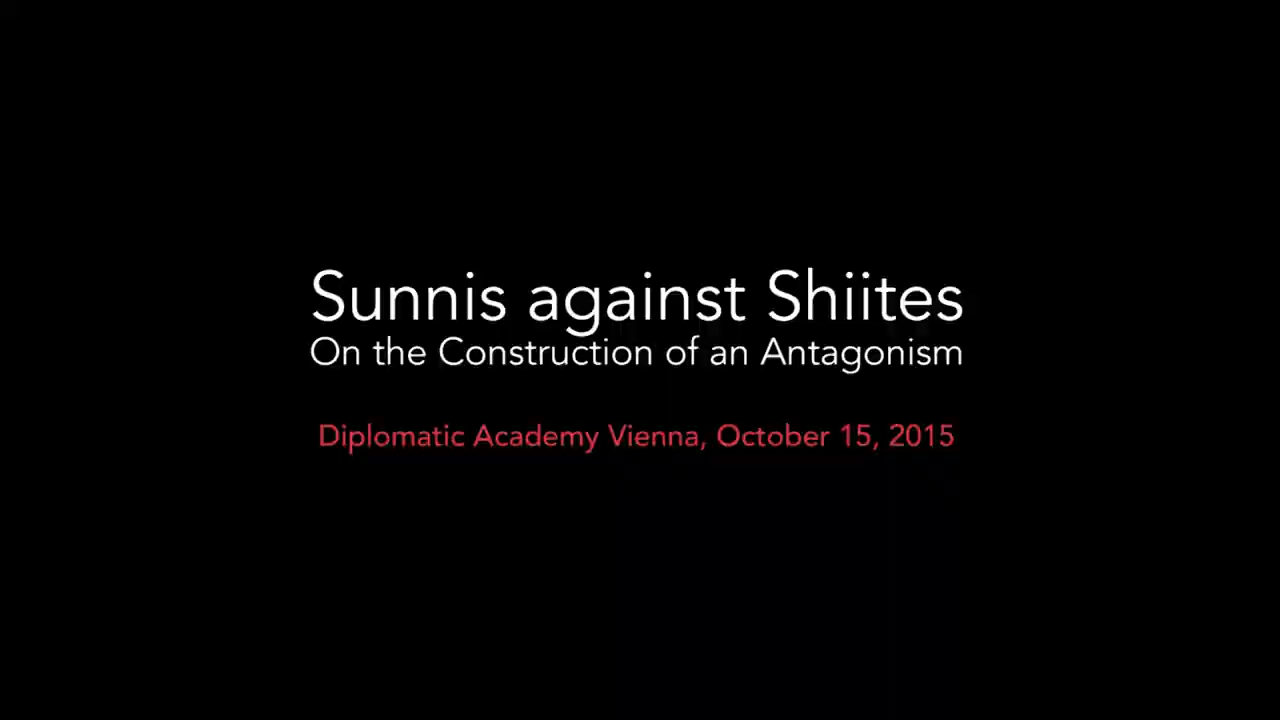 Sunnis against Shiites
On the Construction of an Antagonism
Diplomatic Academy Vienna, October 15, 2015